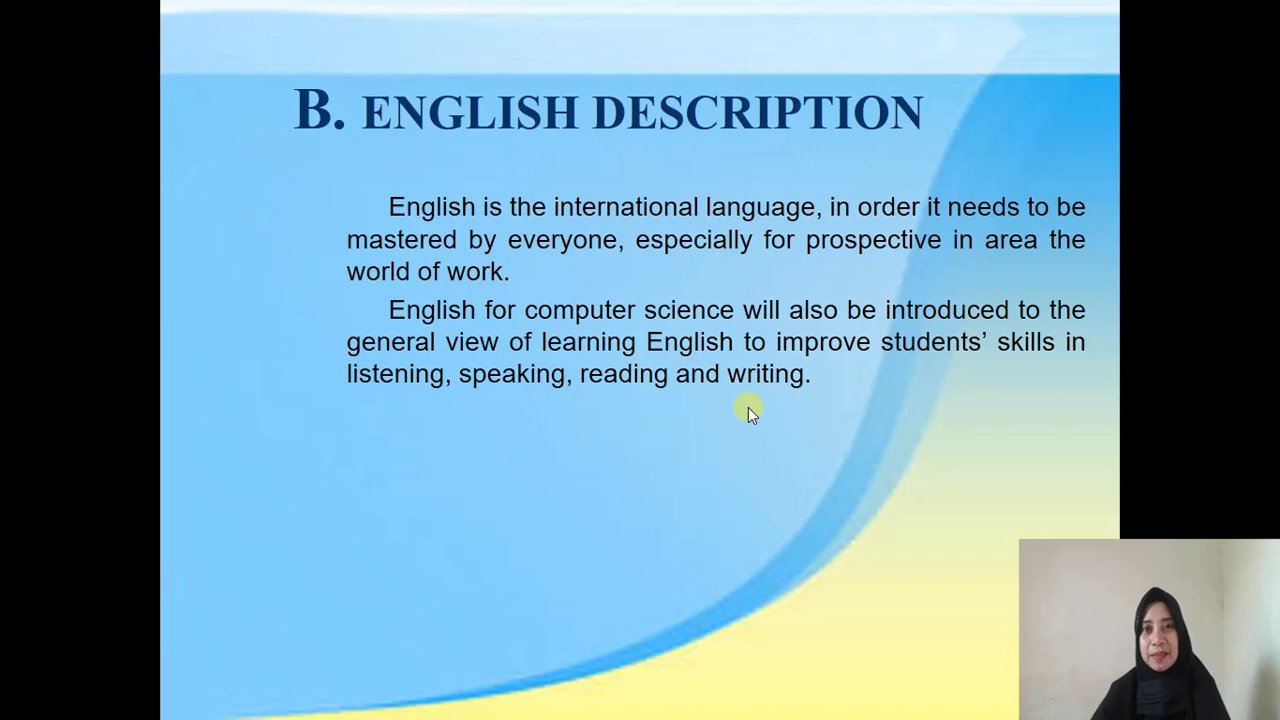 B. ENGLISH DESCRIPTION
English is the international language, in order it needs to be
mastered by everyone, especially for prospective in area the
world of work.
English for computer science will also be introduced to the
general view of learning English to improve students’ skills in
listening, speaking, reading and writing.